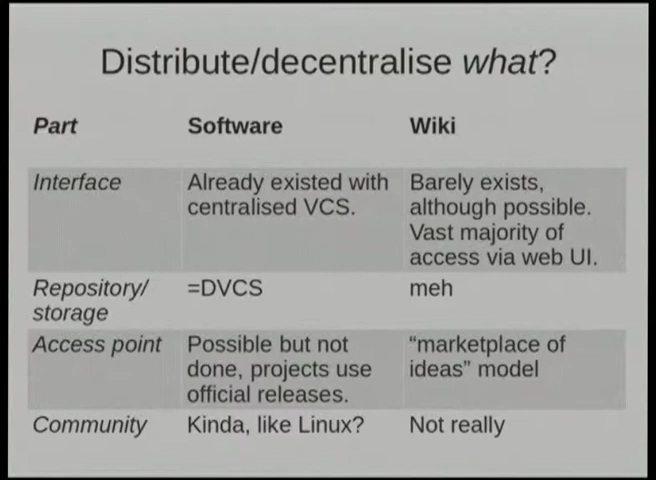 Distribute/decentralise what?
Part Software Wiki
Interface Already existed with Barely exists,
centralised VCS. although possible.
Vast majority of
access via web UI.
Repository/ =DVCS meh
storage
Access point Possible but not “marketplace of
done, projects use ideas” model
official releases.
Community Kinda, like Linux? Not really